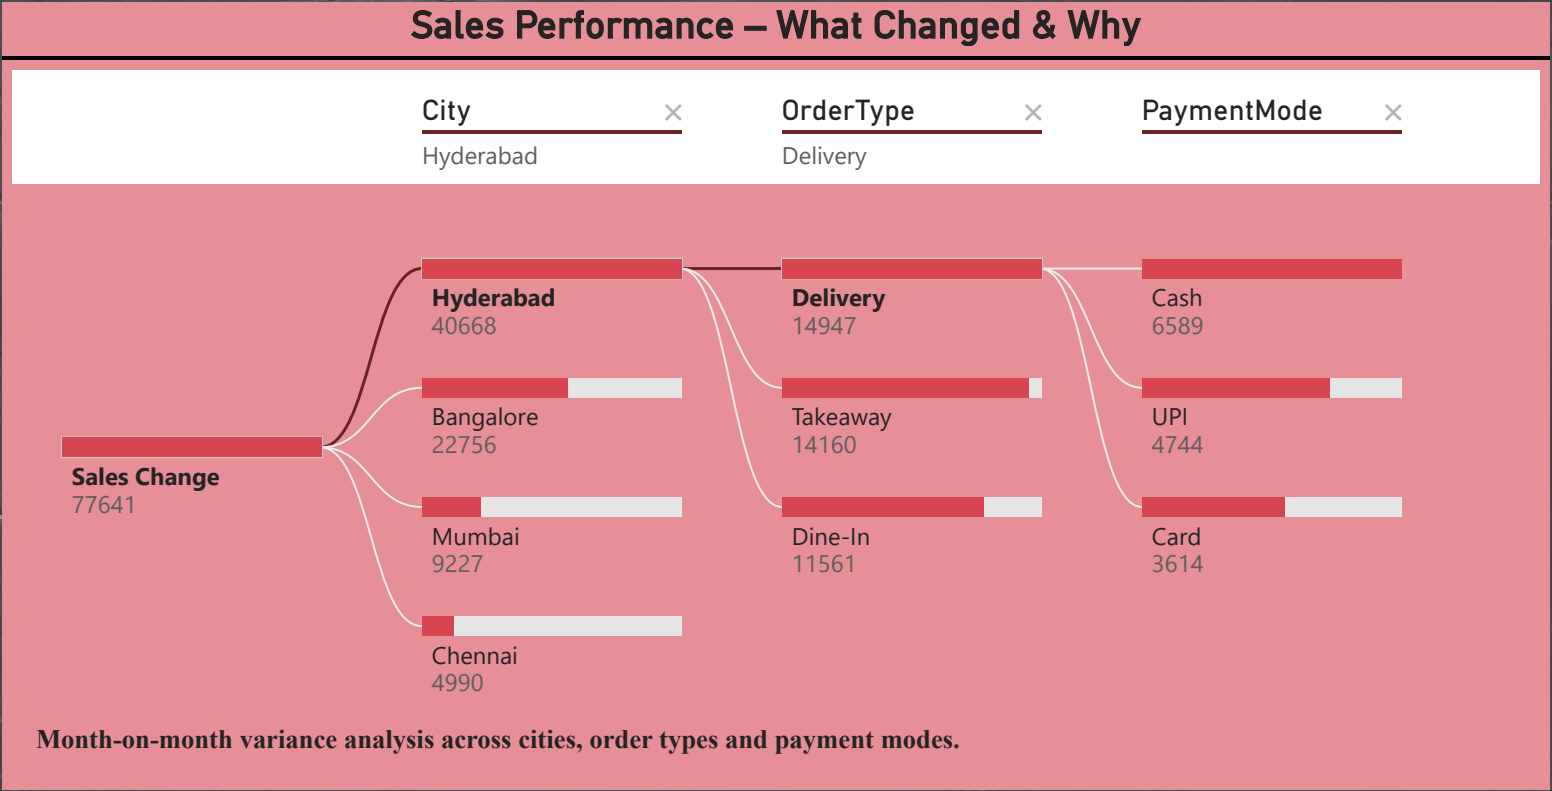 Sales Performance – What Changed & Why
City
OrderType
PaymentMode
Hyderabad
Delivery
Sales Change
77641
Hyderabad
40668
Bangalore
22756
Mumbai
9227
Chennai
4990
Delivery
14947
Takeaway
14160
Dine-In
11561
Cash
6589
UPI
4744
Card
3614
Month-on-month variance analysis across cities, order types and payment modes.